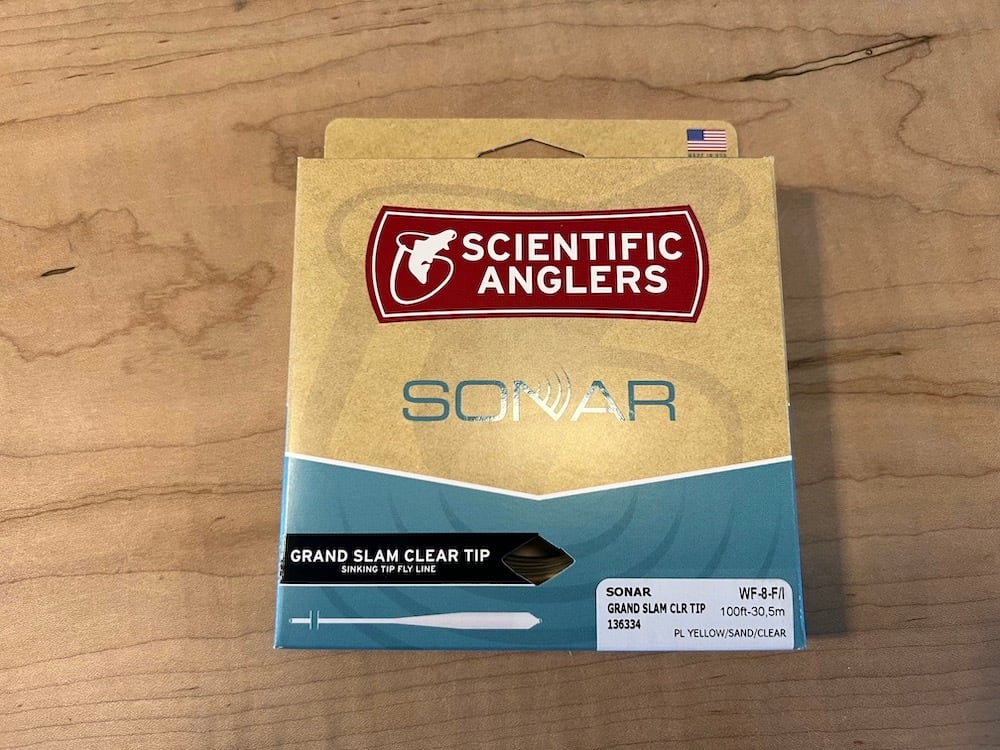 MADE IN USA
SCIENTIFIC
ANGLERS
SONAR
GRAND SLAM CLEAR TIP
SINKING TIP FLY LINE
SONAR WF-8-F/I
GRAND SLAM CLR TIP 100ft-30,5m
136334
PL YELLOW/SAND/CLEAR